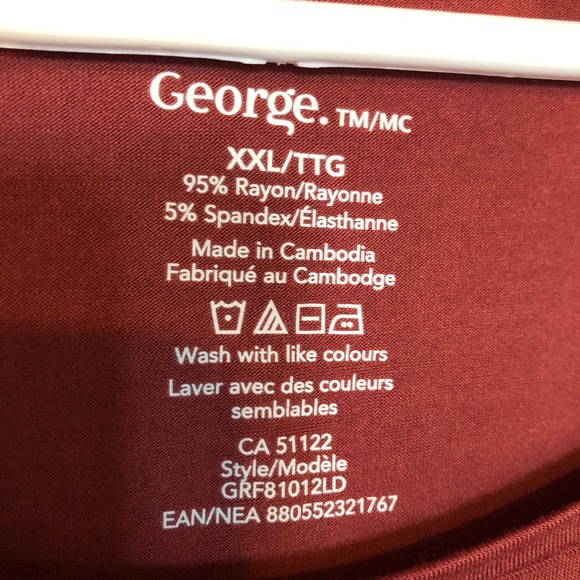 George. TM/MC
XXL/TTG
95% Rayon/Rayonne
5% Spandex/Élasthanne
Made in Cambodia
Fabriqué au Cambodge
Wash with like colours
Laver avec des couleurs
semblables
CA 51122
Style/Modèle
GRF81012LD
EAN/NEA 880552321767